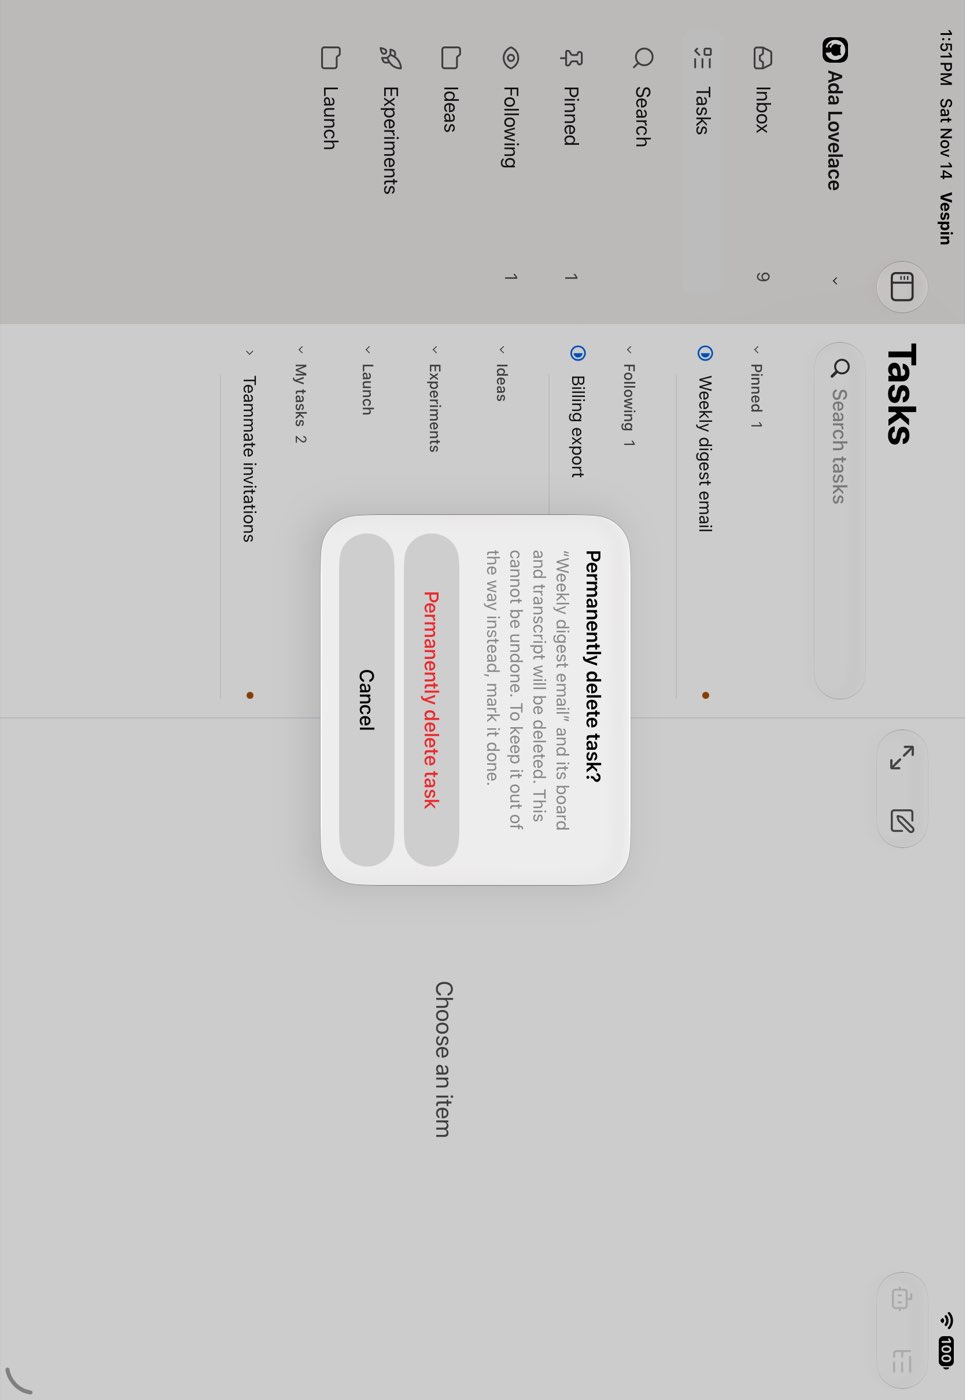 1:51 PM Sat Nov 14 Vespin
100
Ada Lovelace
Inbox 9
Tasks
Search
Pinned 1
Following 1
Ideas
Experiments
Launch
Tasks
Search tasks
Pinned 1
Weekly digest email
Following 1
Billing export
Ideas
Experiments
Launch
My tasks 2
Teammate invitations
Permanently delete task?
“Weekly digest email” and its board
and transcript will be deleted. This
cannot be undone. To keep it out of
the way instead, mark it done.
Permanently delete task
Cancel
Choose an item